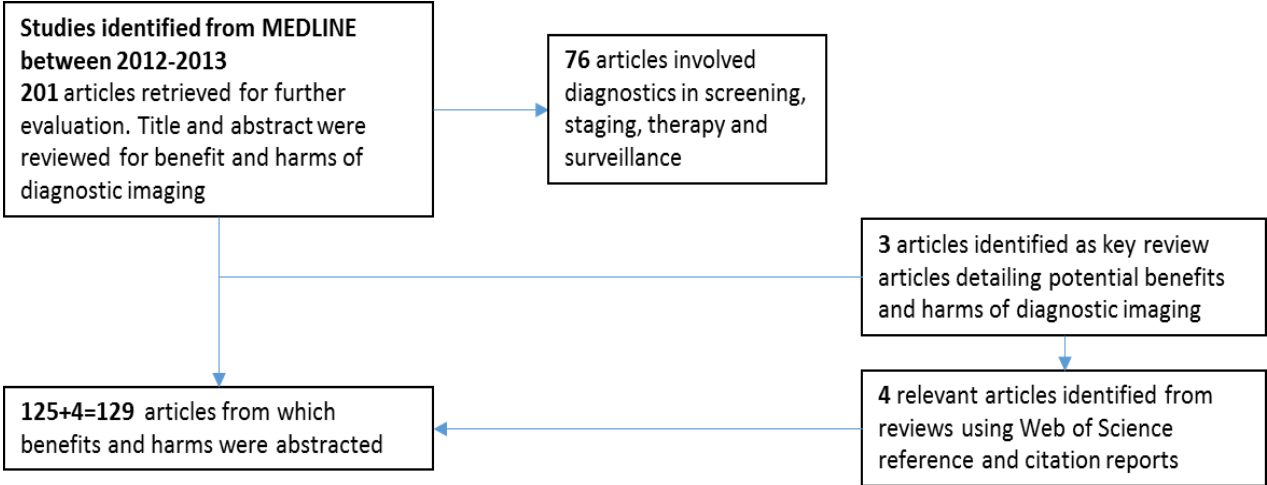 Studies identified from MEDLINE
between 2012-2013
201 articles retrieved for further
evaluation. Title and abstract were
reviewed for benefit and harms of
diagnostic imaging
76 articles involved
diagnostics in screening,
staging, therapy and
surveillance
3 articles identified as key review
articles detailing potential benefits
and harms of diagnostic imaging
125+4=129 articles from which
benefits and harms were abstracted
4 relevant articles identified from
reviews using Web of Science
reference and citation reports